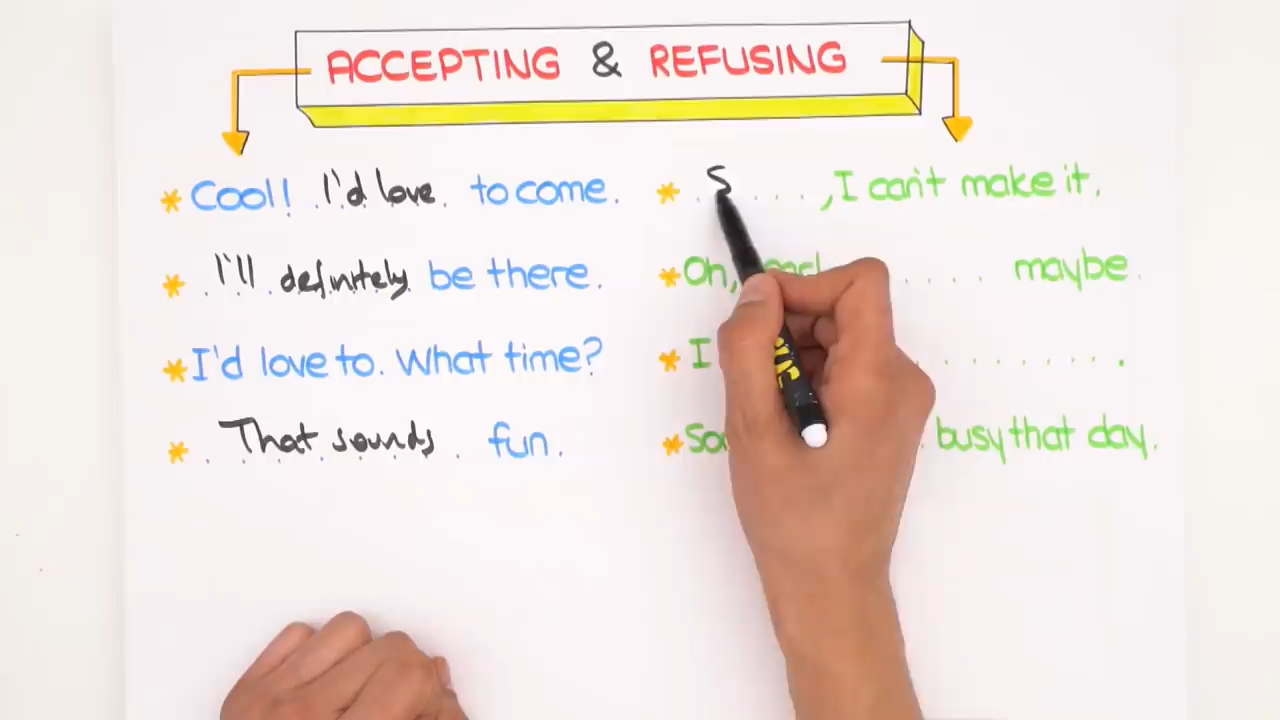 ACCEPTING & REFUSING
* Cool! I'd love to come.
* I'll definitely be there.
* I'd love to. What time?
* That sounds fun.
* S , I can't make it.
* Oh, maybe.
* I .
* busy that day.